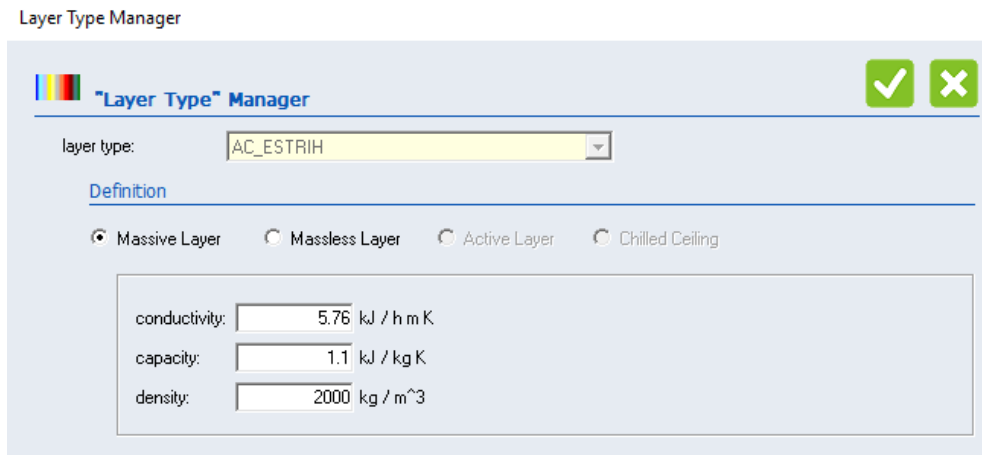 Layer Type Manager
"Layer Type" Manager
layer type: AC_ESTRIH
Definition
Massive Layer Massless Layer Active Layer Chilled Ceiling
conductivity: 5.76 kJ / h m K
capacity: 1.1 kJ / kg K
density: 2000 kg / m^3